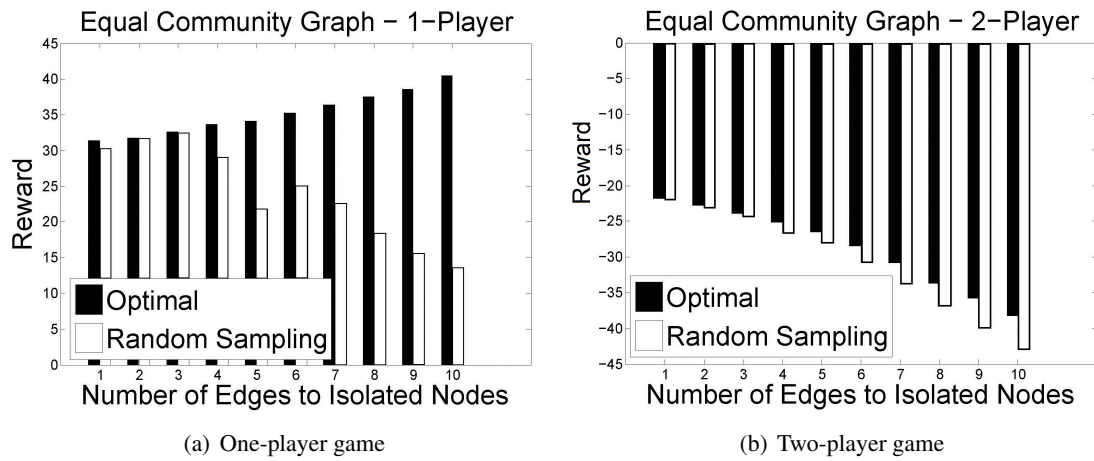 Equal Community Graph − 1−Player
45
40
35
30
25
20
15
10
5
0
Reward
Optimal
Random Sampling
1 2 3 4 5 6 7 8 9 10
Number of Edges to Isolated Nodes
(a) One-player game
Equal Community Graph − 2−Player
0
−5
−10
−15
−20
−25
−30
−35
−40
−45
Reward
Optimal
Random Sampling
1 2 3 4 5 6 7 8 9 10
Number of Edges to Isolated Nodes
(b) Two-player game